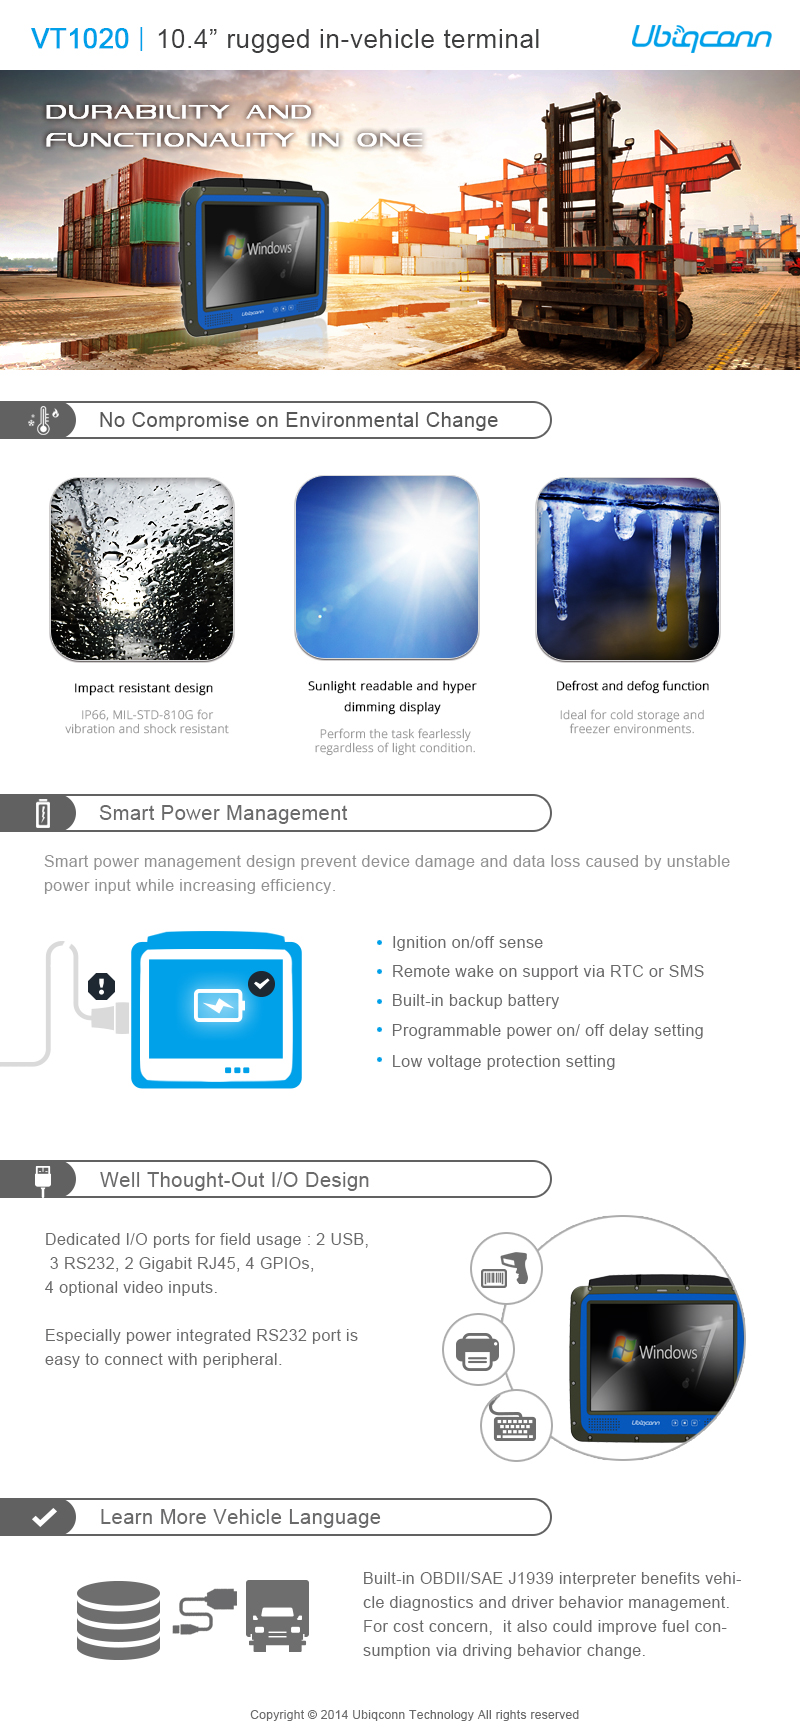 VT1020 | 10.4” rugged in-vehicle terminal
Ubiqconn
DURABILITY AND
FUNCTIONALITY IN ONE
Windows 7
Ubiqconn
No Compromise on Environmental Change
Impact resistant design
IP66, MIL-STD-810G for
vibration and shock resistant
Sunlight readable and hyper
dimming display
Perform the task fearlessly
regardless of light condition.
Defrost and defog function
Ideal for cold storage and
freezer environments.
Smart Power Management
Smart power management design prevent device damage and data loss caused by unstable
power input while increasing efficiency.
• Ignition on/off sense
• Remote wake on support via RTC or SMS
• Built-in backup battery
• Programmable power on/ off delay setting
• Low voltage protection setting
Well Thought-Out I/O Design
Dedicated I/O ports for field usage : 2 USB,
3 RS232, 2 Gigabit RJ45, 4 GPIOs,
4 optional video inputs.
Especially power integrated RS232 port is
easy to connect with peripheral.
Windows 7
Ubiqconn
Learn More Vehicle Language
Built-in OBDII/SAE J1939 interpreter benefits vehi-
cle diagnostics and driver behavior management.
For cost concern,  it also could improve fuel con-
sumption via driving behavior change.
Copyright © 2014 Ubiqconn Technology All rights reserved